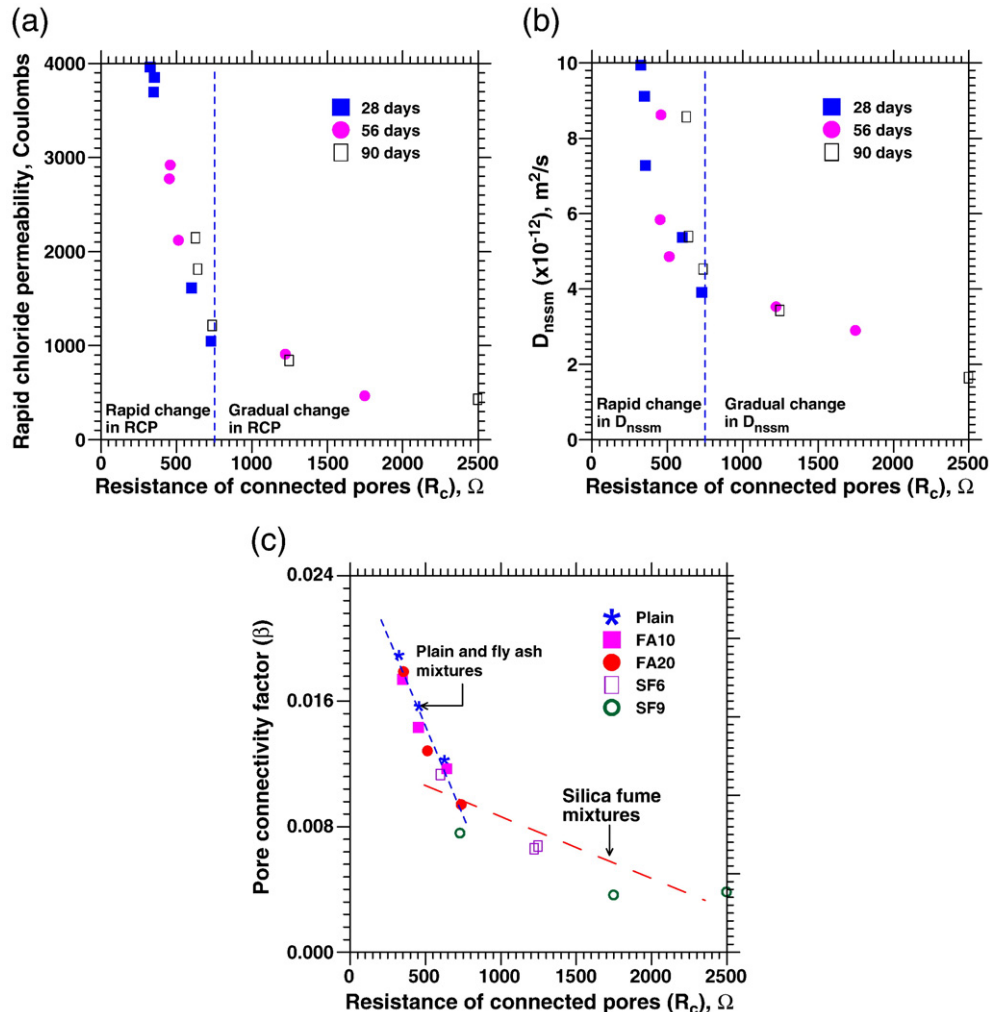 (a)
Rapid chloride permeability, Coulombs
4000
3000
2000
1000
0
28 days
56 days
90 days
Rapid change
in RCP
Gradual change
in RCP
0
500
1000
1500
2000
2500
Resistance of connected pores (Rc), Ω
(b)
Dnssm (x10-12), m2/s
10
8
6
4
2
0
28 days
56 days
90 days
Rapid change
in Dnssm
Gradual change
in Dnssm
0
500
1000
1500
2000
2500
Resistance of connected pores (Rc), Ω
(c)
Pore connectivity factor (β)
0.024
0.016
0.008
0.000
Plain and fly ash
mixtures
Plain
FA10
FA20
SF6
SF9
Silica fume
mixtures
0
500
1000
1500
2000
2500
Resistance of connected pores (Rc), Ω